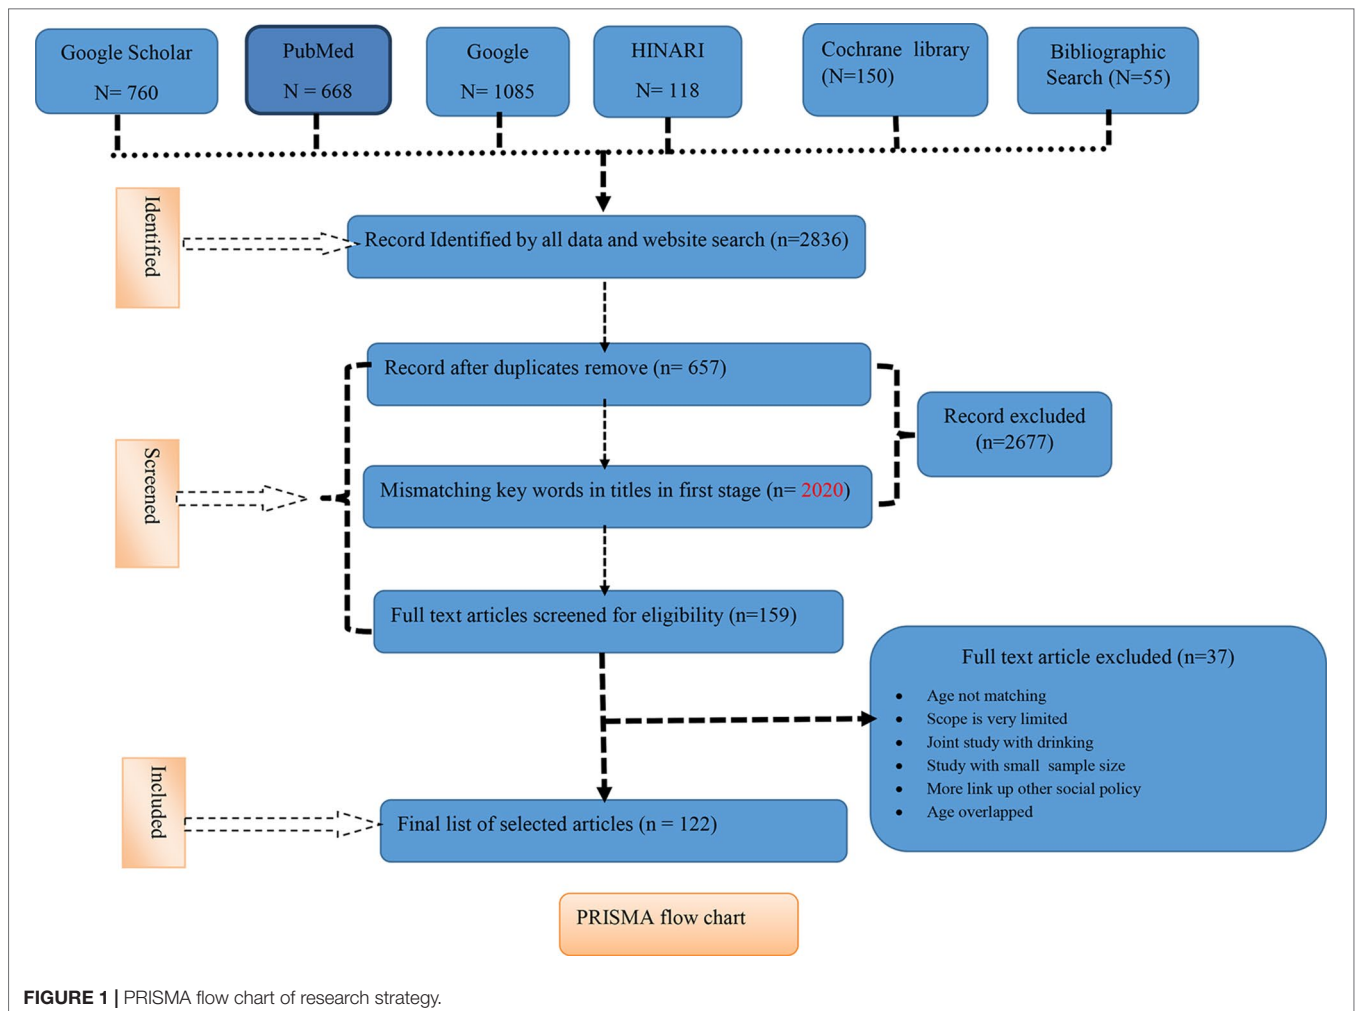 Google Scholar
N= 760
PubMed
N = 668
Google
N= 1085
HINARI
N= 118
Cochrane library
(N=150)
Bibliographic
Search (N=55)
Identified
Record Identified by all data and website search (n=2836)
Record after duplicates remove (n= 657)
Record excluded
(n=2677)
Screened
Mismatching key words in titles in first stage (n= 2020)
Full text articles screened for eligibility (n=159)
Full text article excluded (n=37)
• Age not matching
• Scope is very limited
• Joint study with drinking
• Study with small sample size
• More link up other social policy
• Age overlapped
Included
Final list of selected articles (n = 122)
PRISMA flow chart
FIGURE 1 | PRISMA flow chart of research strategy.